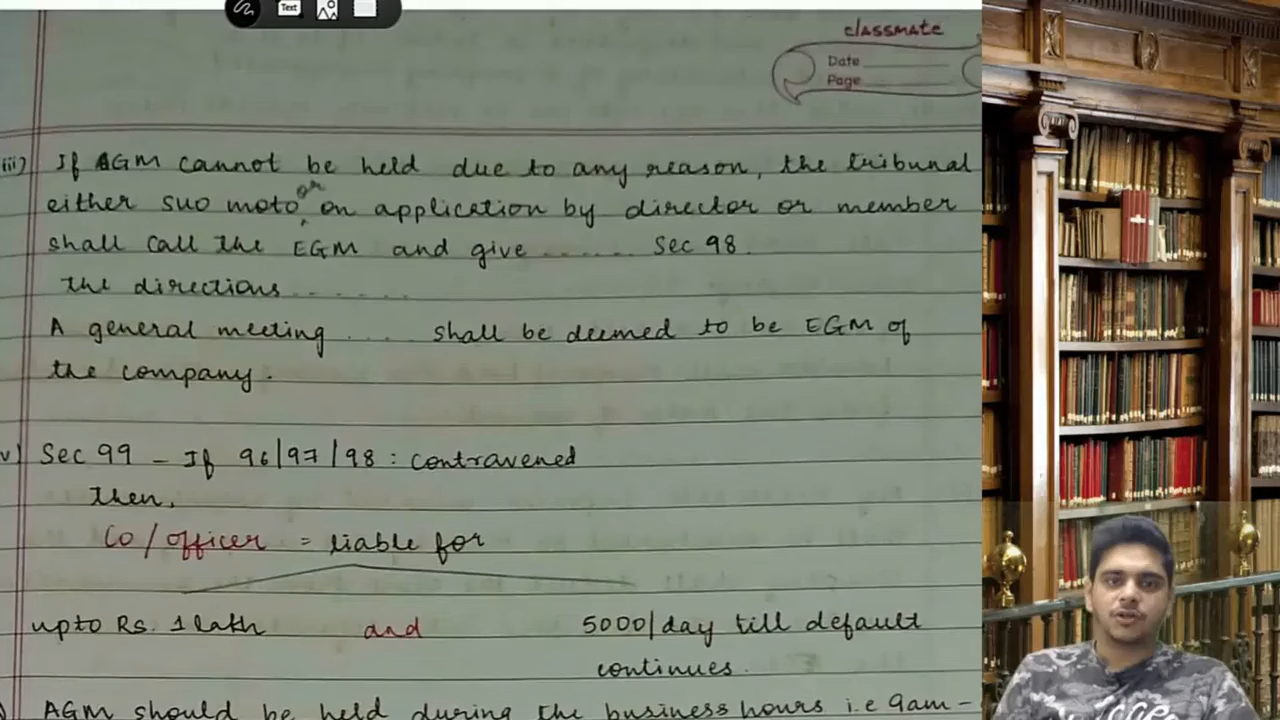 Text
classmate
Date
Page
iii) If AGM cannot be held due to any reason, the tribunal
either suo moto or on application by director or member
shall call the EGM and give ...... Sec 98.
the directions ......
A general meeting .... shall be deemed to be EGM of
the company.
v) Sec 99 - If 96/97/98 : contravened
then,
Co/officer = liable for
upto Rs. 1 lakh and 5000/day till default
continues.
AGM should be held during the business hours i.e 9am -